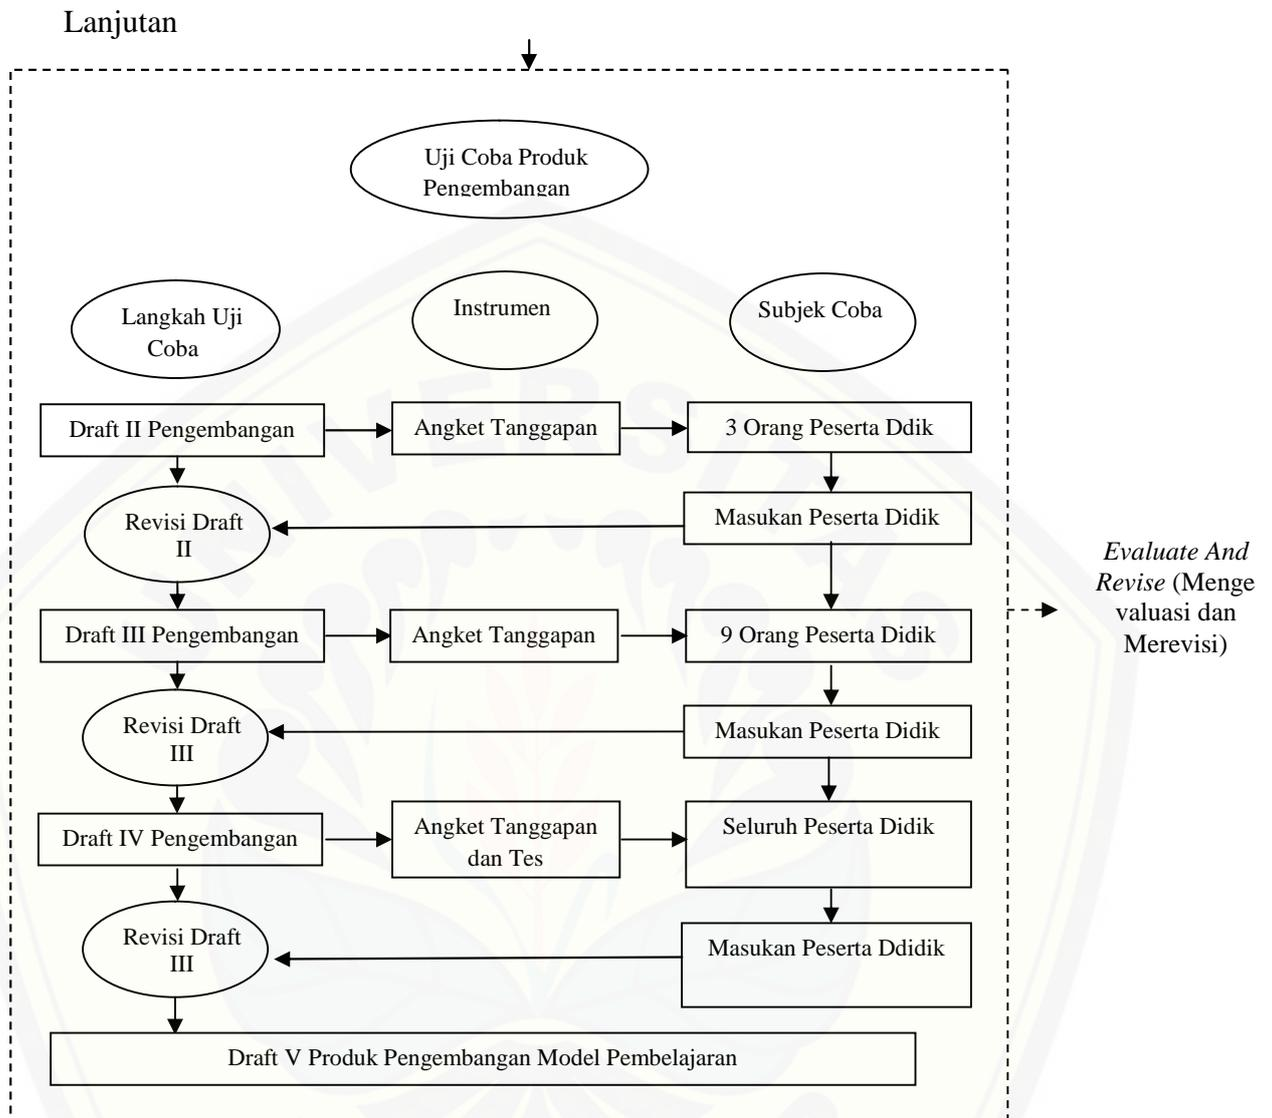 Lanjutan
Uji Coba Produk
Pengembangan
Langkah Uji
Coba
Instrumen
Subjek Coba
Draft II Pengembangan
Angket Tanggapan
3 Orang Peserta Ddik
Revisi Draft
II
Masukan Peserta Didik
Draft III Pengembangan
Angket Tanggapan
9 Orang Peserta Didik
Revisi Draft
III
Masukan Peserta Didik
Draft IV Pengembangan
Angket Tanggapan
dan Tes
Seluruh Peserta Didik
Revisi Draft
III
Masukan Peserta Ddidik
Draft V Produk Pengembangan Model Pembelajaran
Evaluate And
Revise (Menge
valuasi dan
Merevisi)
UNIVERSITAS